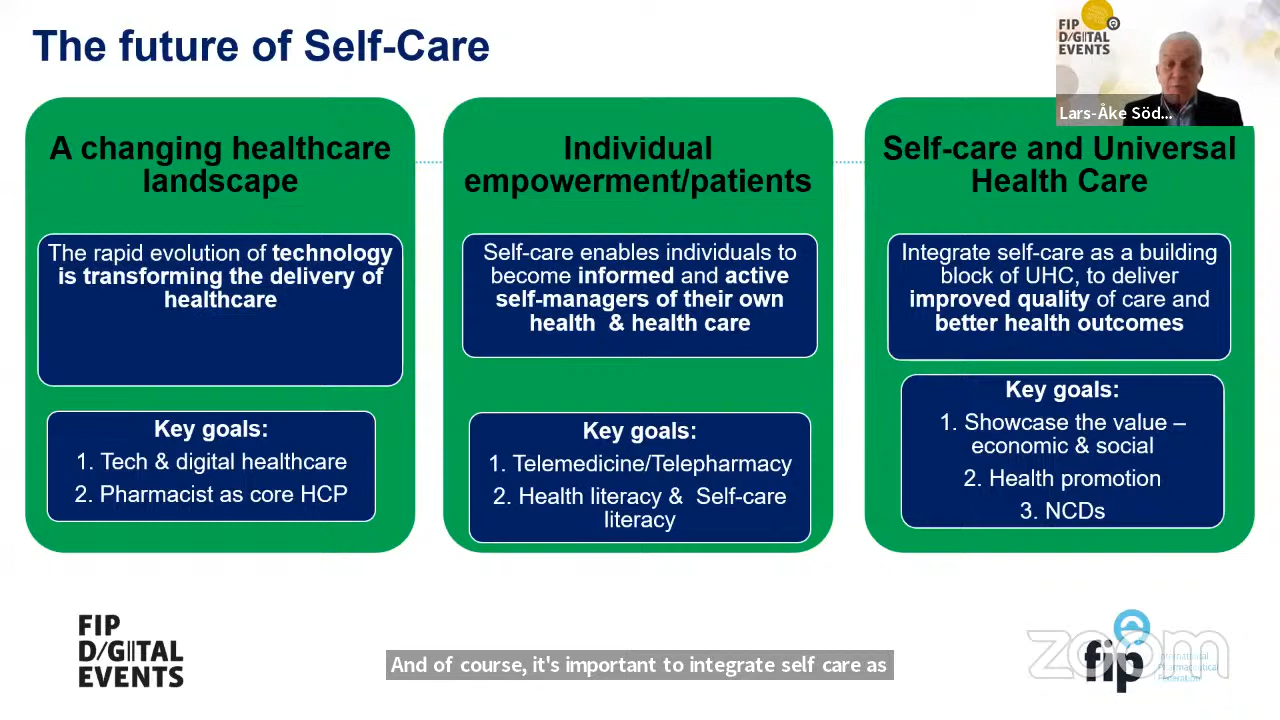 The future of Self-Care
FIP
D/GITAL
EVENTS
Lars-Åke Söd...
A changing healthcare
landscape
The rapid evolution of technology
is transforming the delivery of
healthcare
Key goals:
1. Tech & digital healthcare
2. Pharmacist as core HCP
Individual
empowerment/patients
Self-care enables individuals to
become informed and active
self-managers of their own
health & health care
Key goals:
1. Telemedicine/Telepharmacy
2. Health literacy & Self-care
literacy
Self-care and Universal
Health Care
Integrate self-care as a building
block of UHC, to deliver
improved quality of care and
better health outcomes
Key goals:
1. Showcase the value –
economic & social
2. Health promotion
3. NCDs
FIP
D/GITAL
EVENTS
And of course, it's important to integrate self care as
zoom
fip
International
Pharmaceutical
Federation